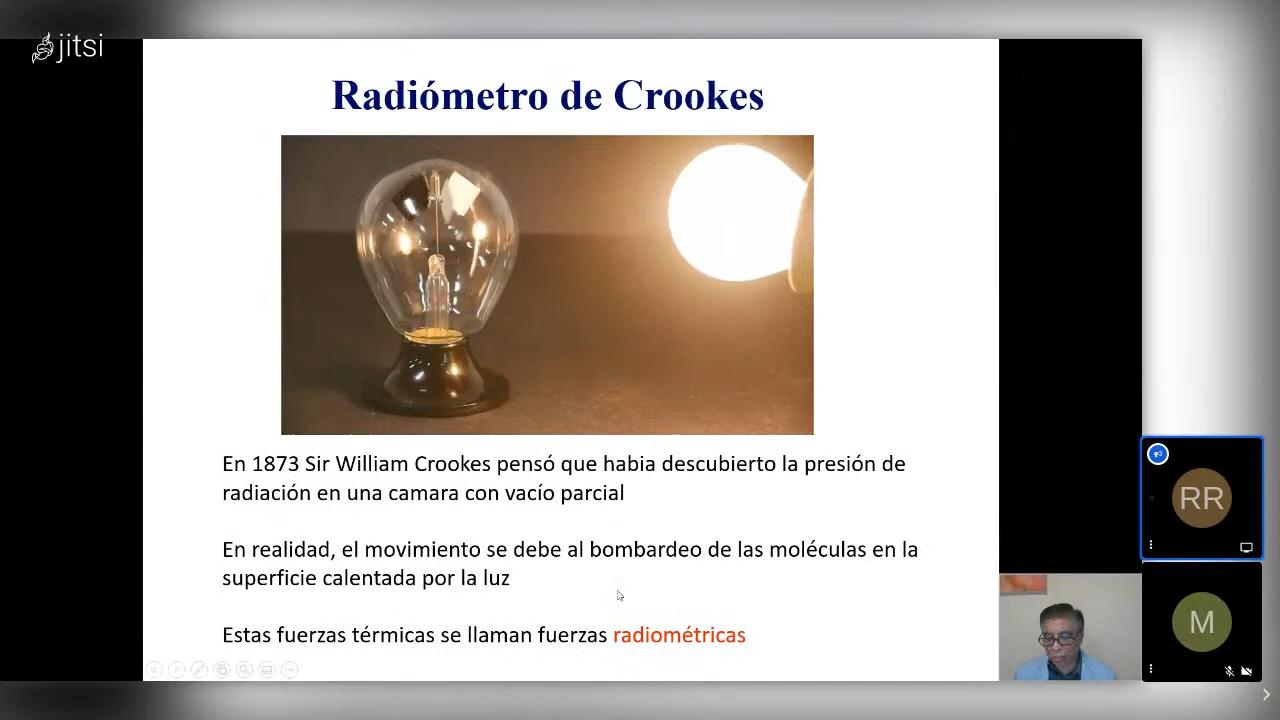 jitsi
Radiómetro de Crookes
En 1873 Sir William Crookes pensó que habia descubierto la presión de
radiación en una camara con vacío parcial
En realidad, el movimiento se debe al bombardeo de las moléculas en la
superficie calentada por la luz
Estas fuerzas térmicas se llaman fuerzas radiométricas
RR
M